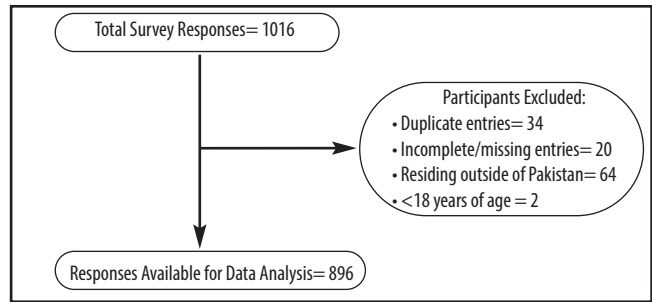 Total Survey Responses= 1016
Participants Excluded:
• Duplicate entries= 34
• Incomplete/missing entries= 20
• Residing outside of Pakistan= 64
• <18 years of age = 2
Responses Available for Data Analysis= 896